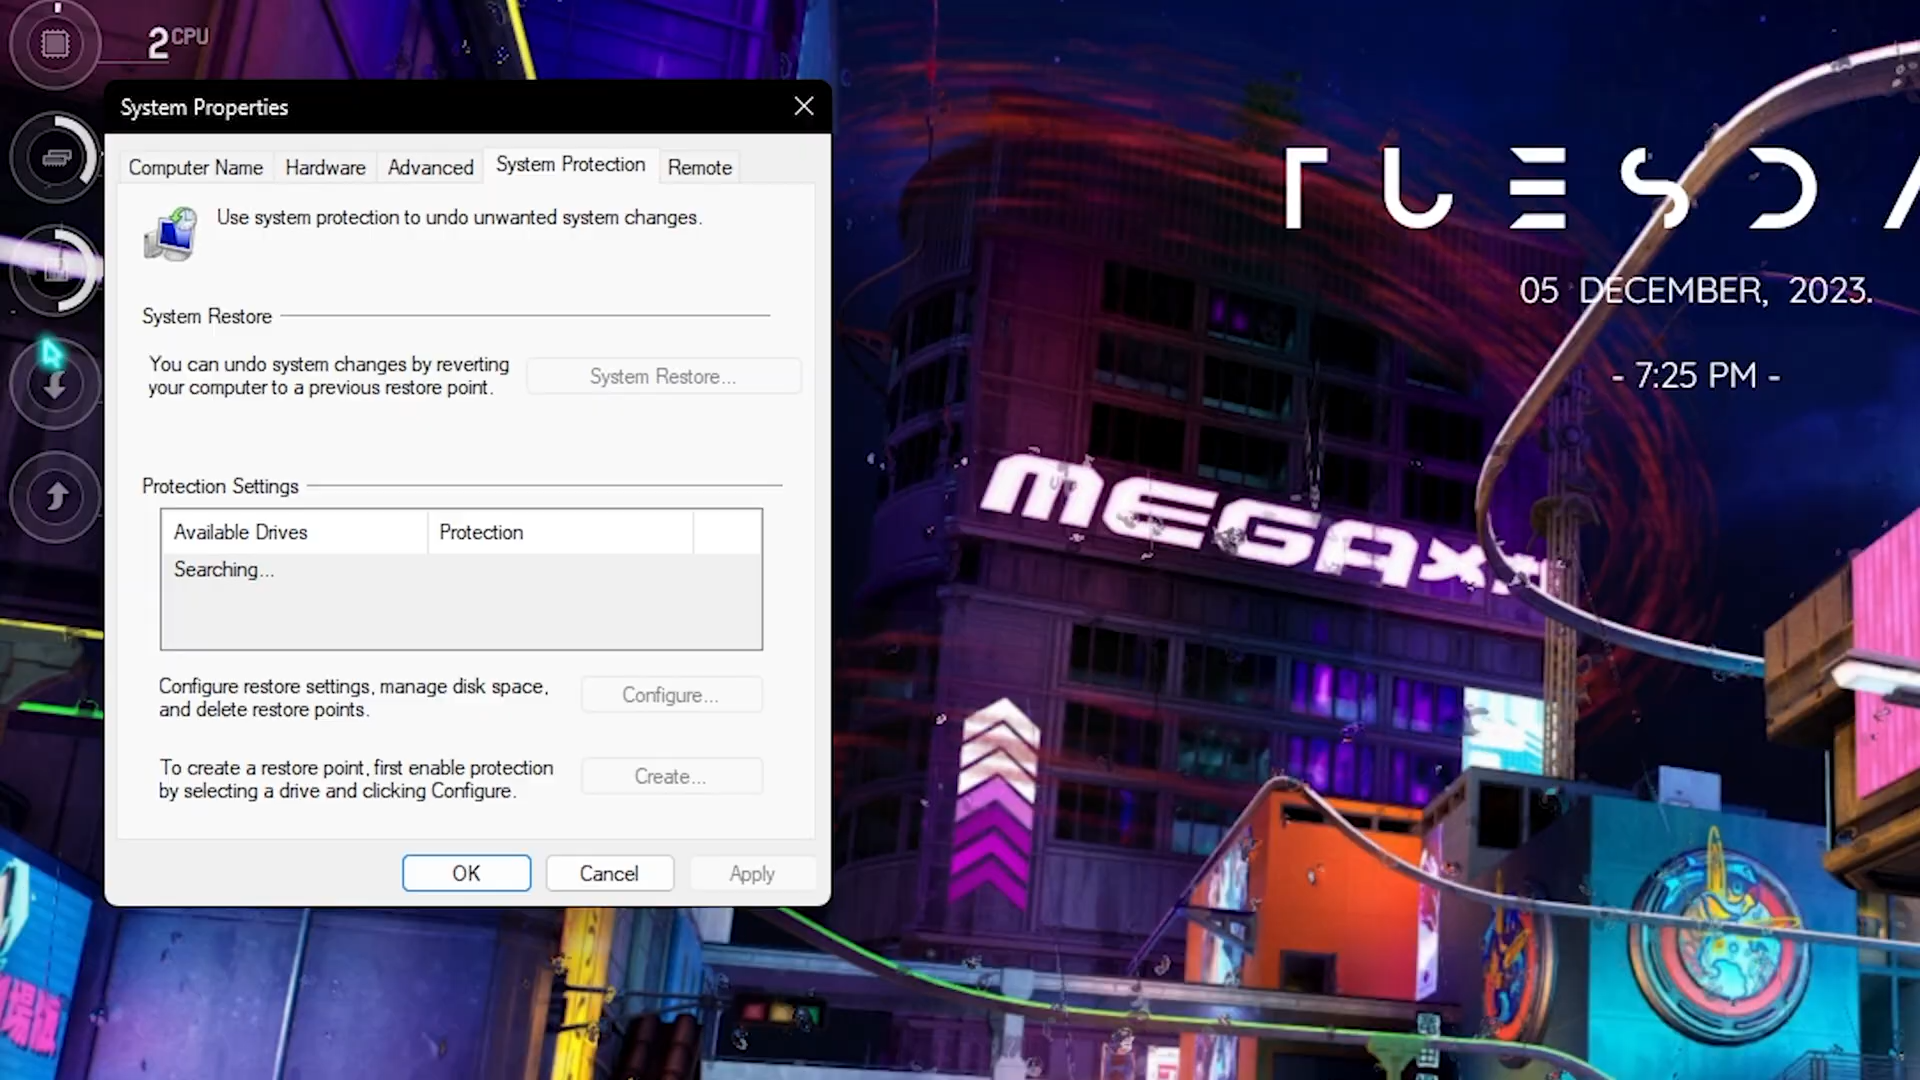 2 CPU
System Properties
Computer Name Hardware Advanced System Protection Remote
Use system protection to undo unwanted system changes.
System Restore
You can undo system changes by reverting
your computer to a previous restore point.
System Restore...
Protection Settings
Available Drives Protection
Searching...
Configure restore settings, manage disk space,
and delete restore points.
Configure...
To create a restore point, first enable protection
by selecting a drive and clicking Configure.
Create...
OK Cancel Apply
TUESDA
05 DECEMBER, 2023.
- 7:25 PM -
MEGAX